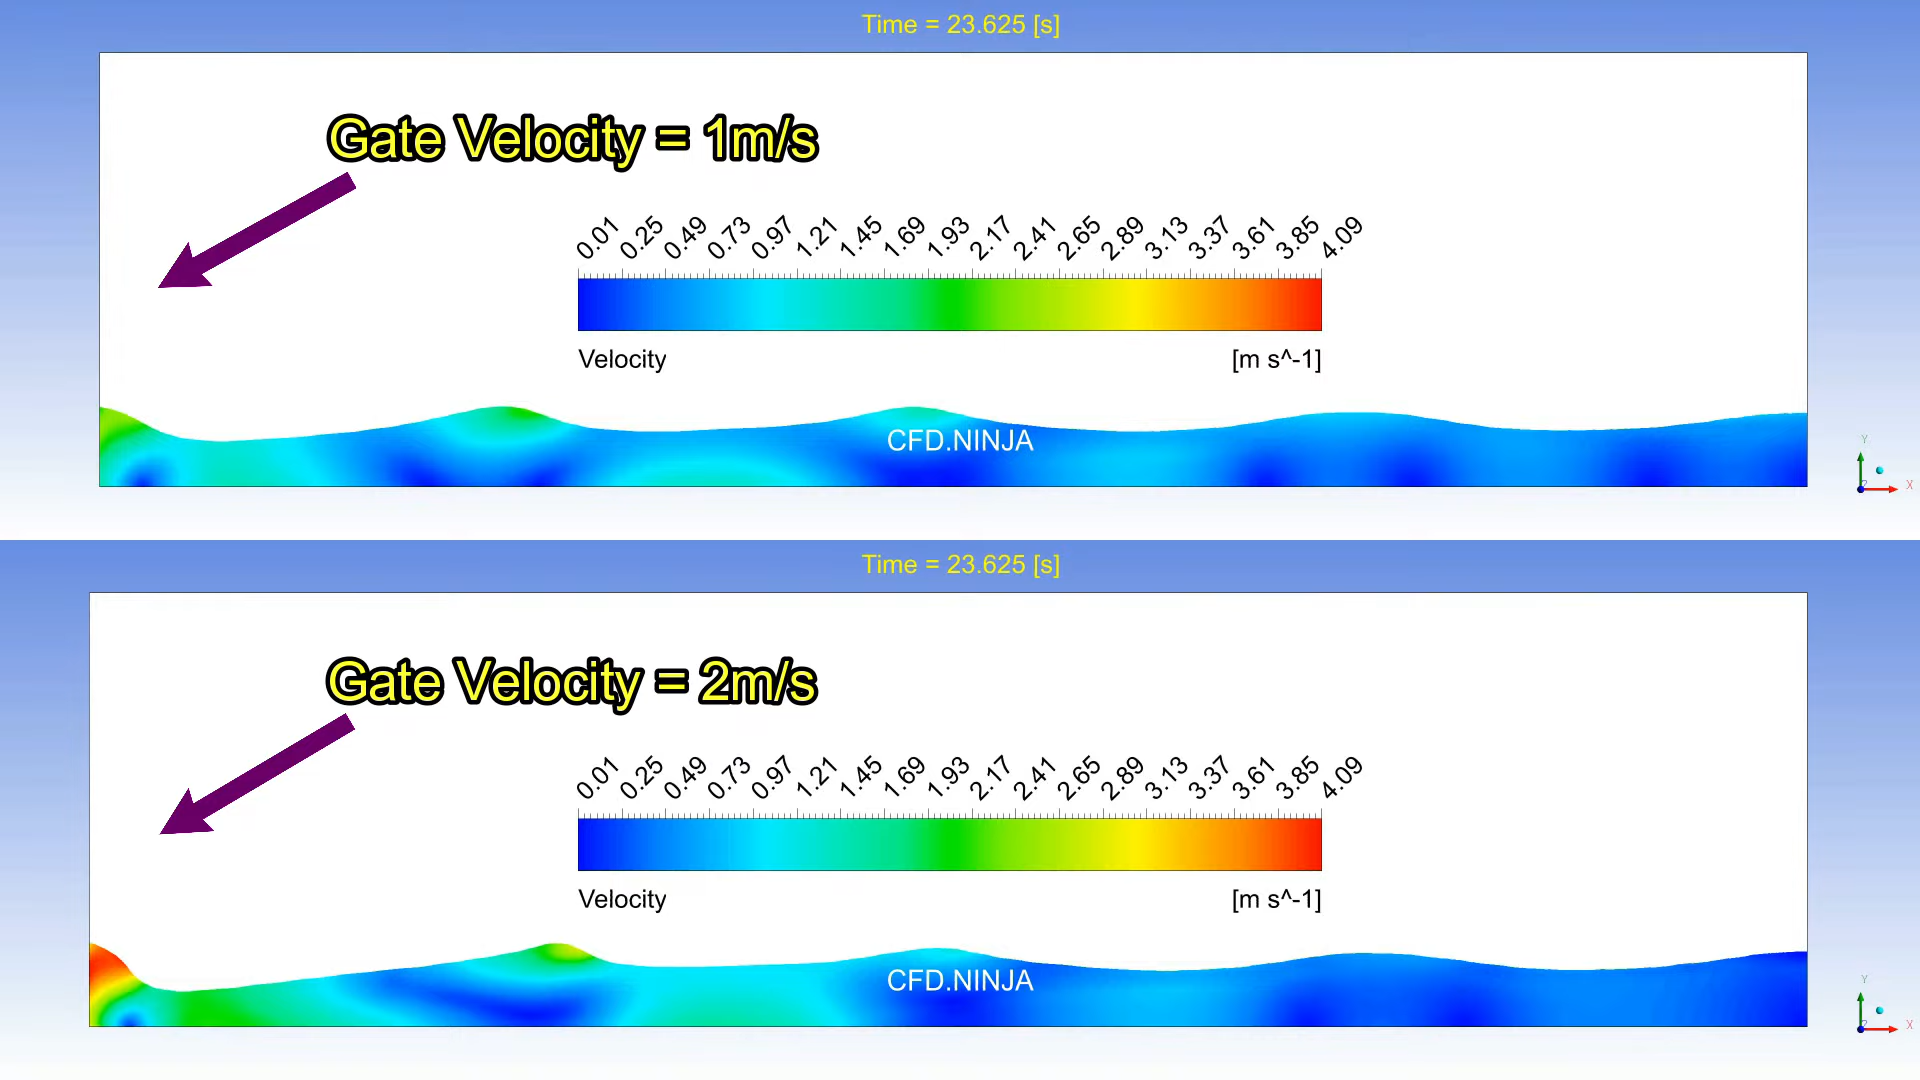 Time = 23.625 [s]
Gate Velocity = 1m/s
0.01 0.25 0.49 0.73 0.97 1.21 1.45 1.69 1.93 2.17 2.41 2.65 2.89 3.13 3.37 3.61 3.85 4.09
Velocity [m s^-1]
CFD.NINJA
Y
Z X
Time = 23.625 [s]
Gate Velocity = 2m/s
0.01 0.25 0.49 0.73 0.97 1.21 1.45 1.69 1.93 2.17 2.41 2.65 2.89 3.13 3.37 3.61 3.85 4.09
Velocity [m s^-1]
CFD.NINJA
Y
Z X